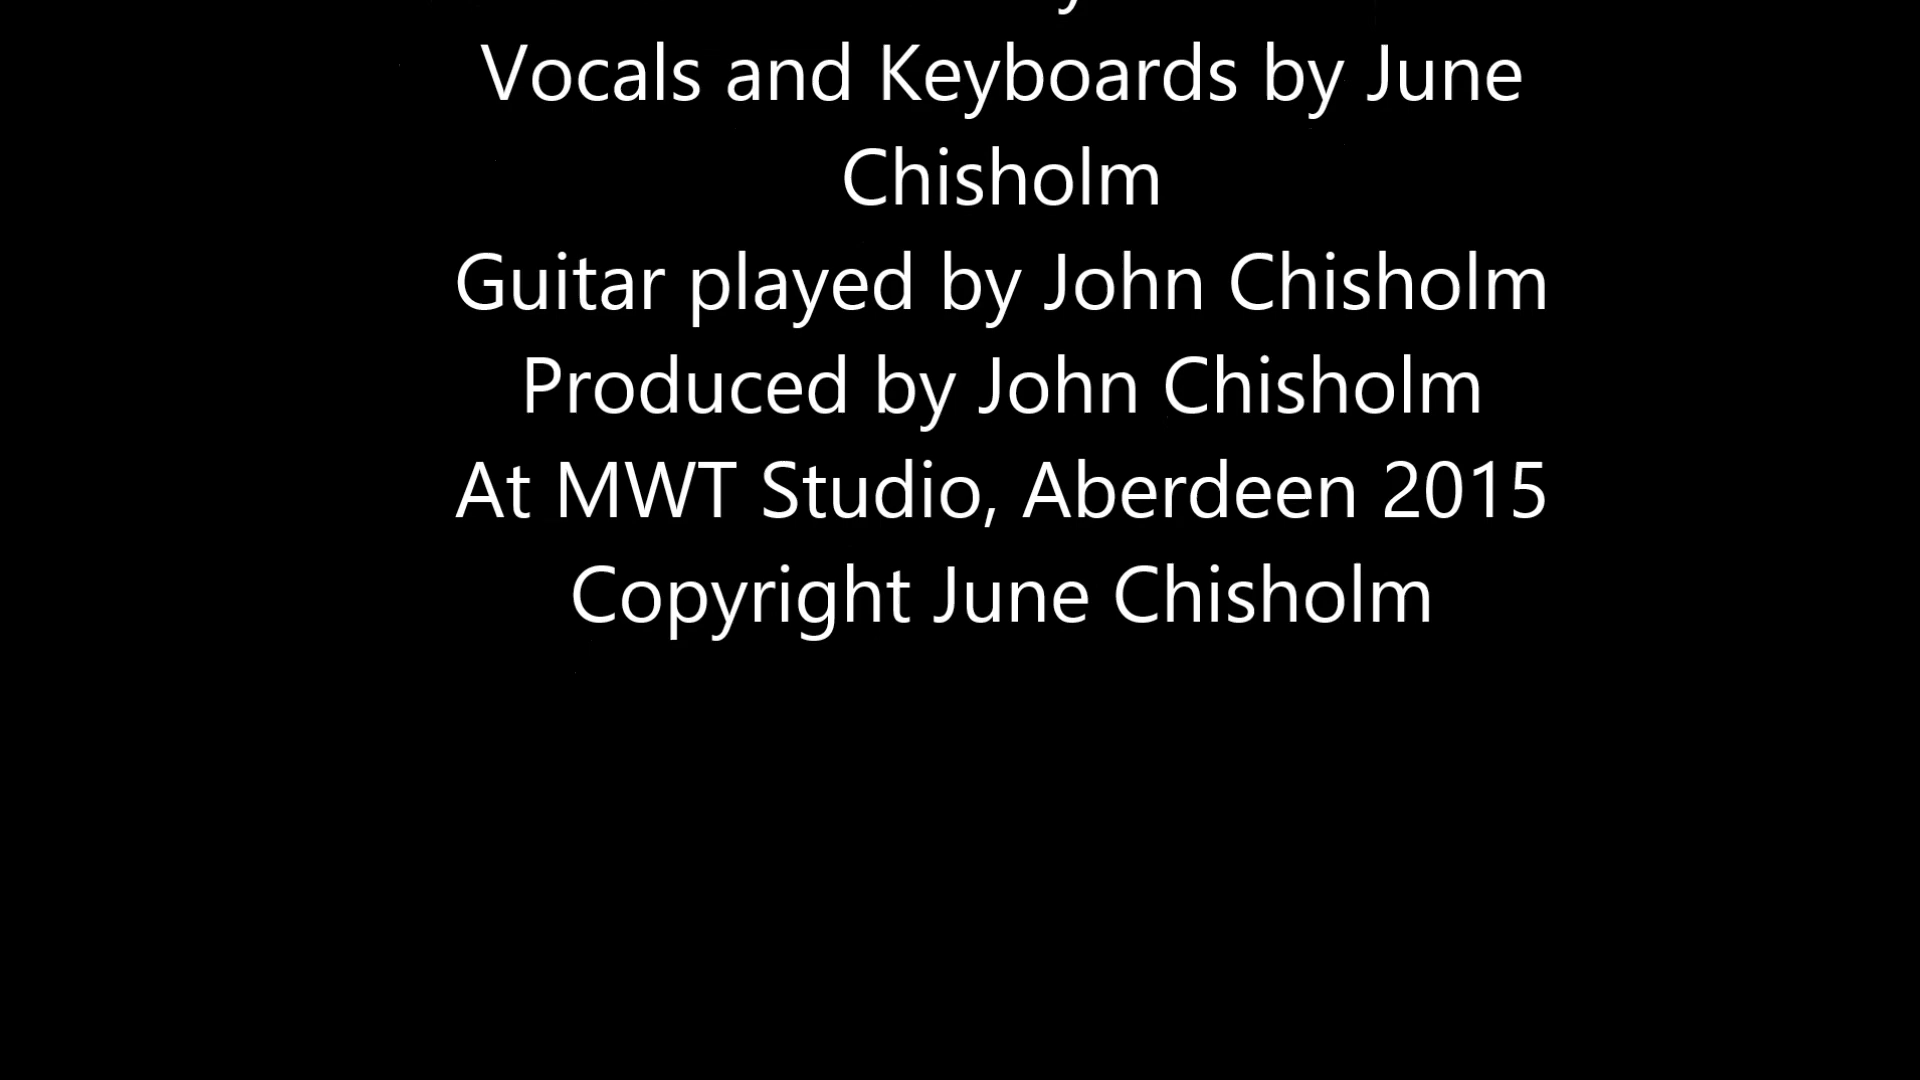 Vocals and Keyboards by June
Chisholm
Guitar played by John Chisholm
Produced by John Chisholm
At MWT Studio, Aberdeen 2015
Copyright June Chisholm